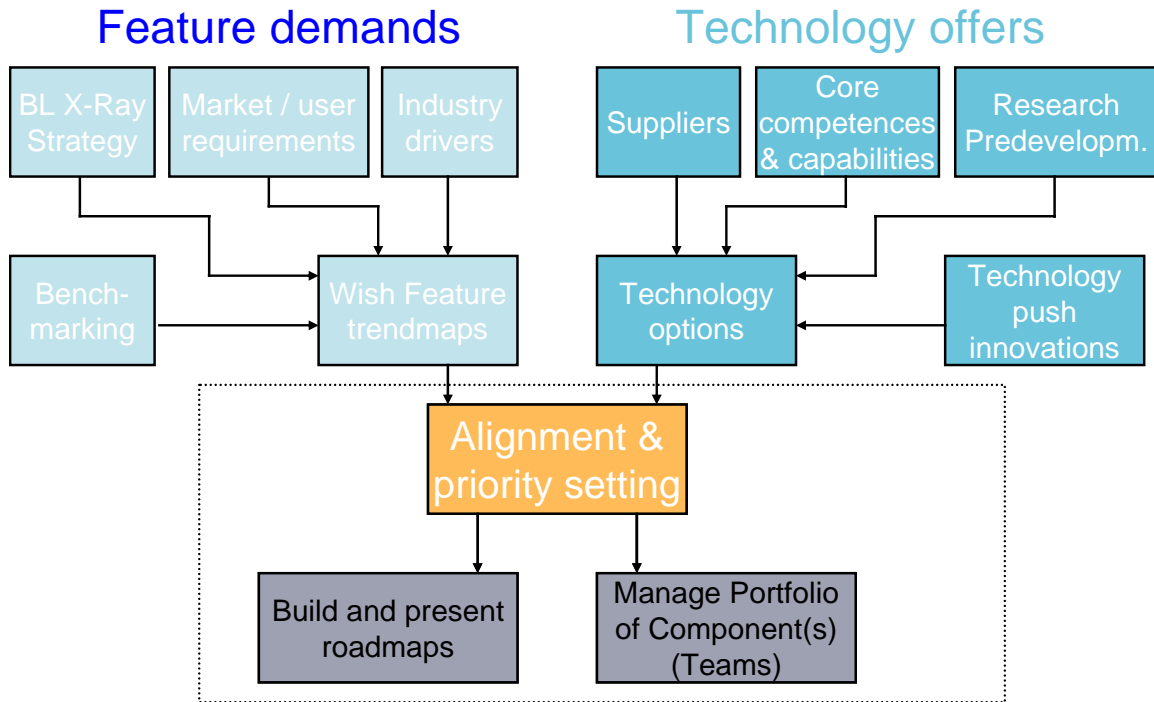 Feature demands
Technology offers
BL X-Ray
Strategy
Market / user
requirements
Industry
drivers
Suppliers
Core
competences
& capabilities
Research
Predevelopm.
Bench-
marking
Wish Feature
trendmaps
Technology
options
Technology
push
innovations
Alignment &
priority setting
Build and present
roadmaps
Manage Portfolio
of Component(s)
(Teams)